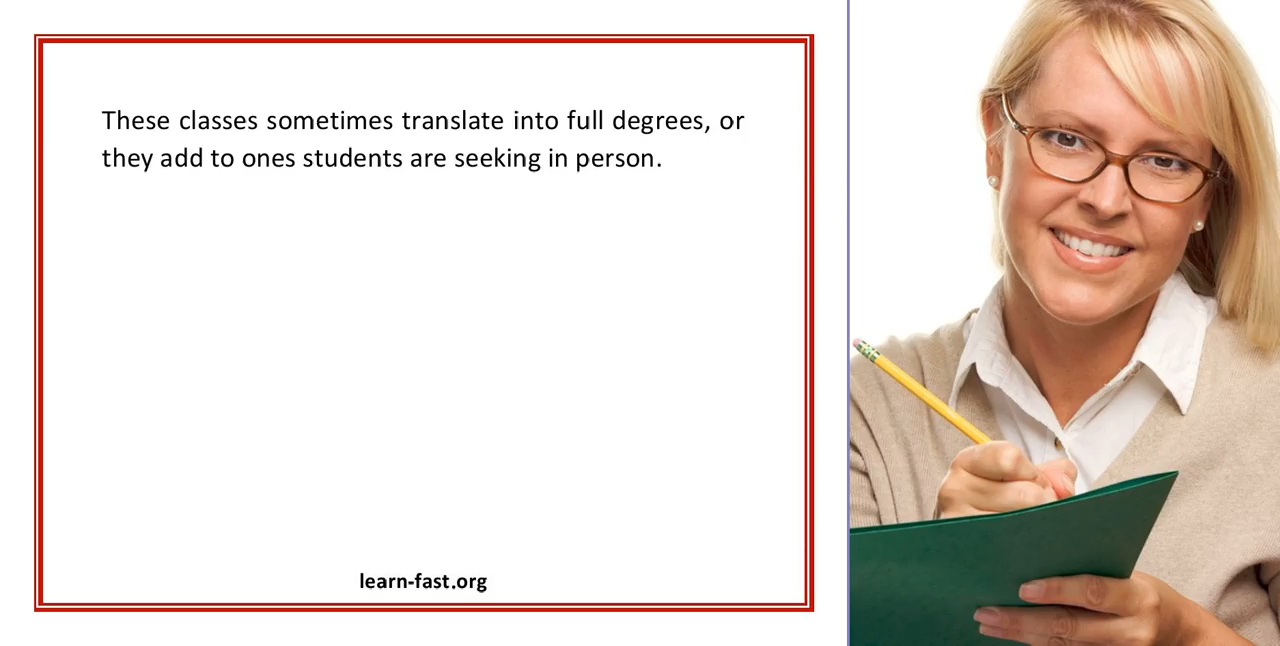 These classes sometimes translate into full degrees, or
they add to ones students are seeking in person.
learn-fast.org